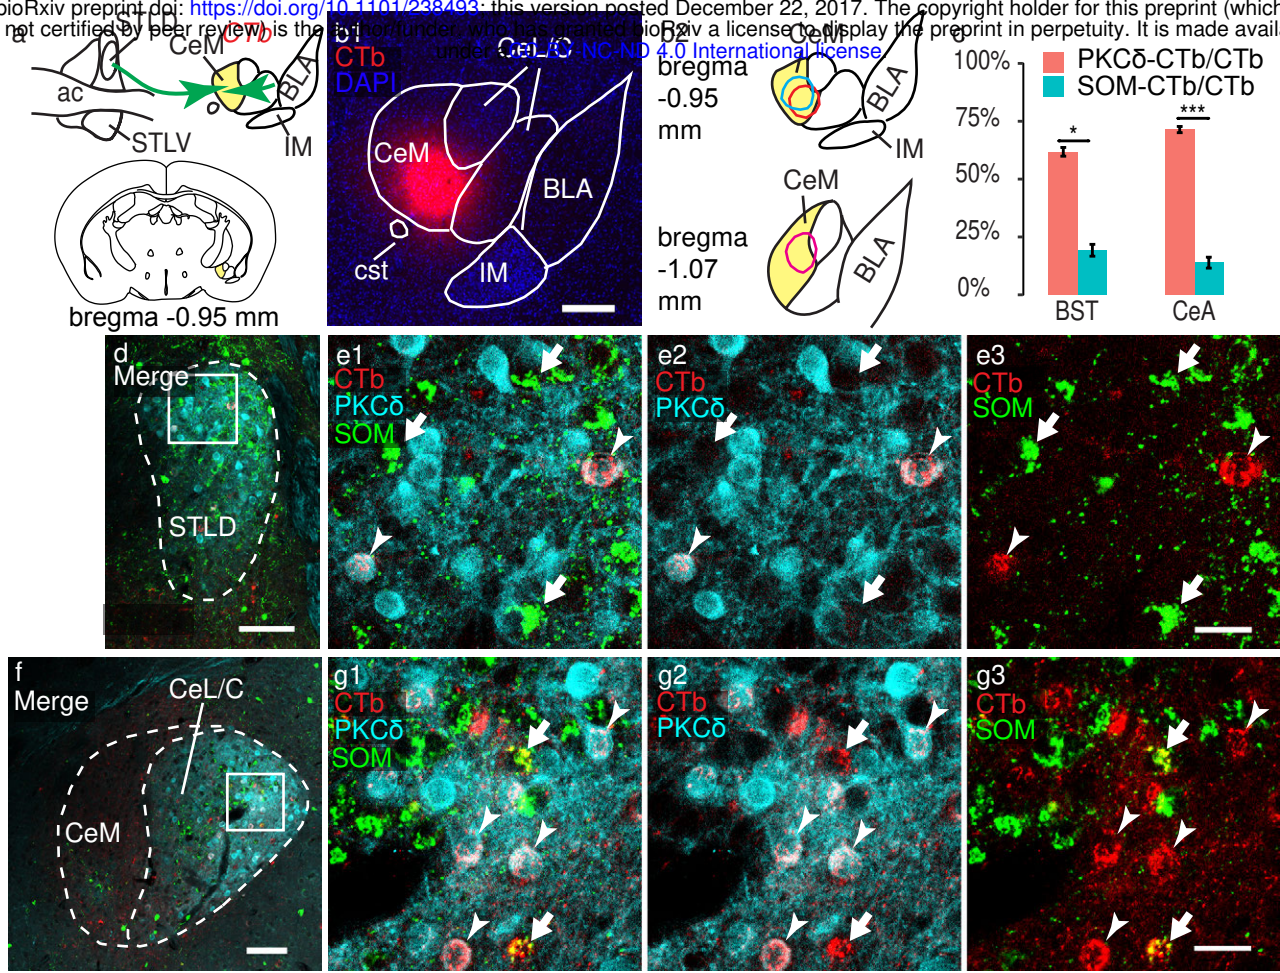 bioRxiv preprint doi: https://doi.org/10.1101/238493; this version posted December 22, 2017. The copyright holder for this preprint (which
not certified by peer review) is the author/funder, who has granted bioRxiv a license to display the preprint in perpetuity. It is made availa
under a CC-BY-NC-ND 4.0 International license.
a
STLD
CeM
CTb
BLA
ac
STLV
IM
bregma -0.95 mm
b1
CTb
DAPI
CeL/C
CeM
BLA
cst
IM
b2
CeM
bregma
-0.95
mm
BLA
IM
CeM
bregma
-1.07
mm
BLA
c
PKCδ-CTb/CTb
SOM-CTb/CTb
100%
75%
50%
25%
0%
*
***
BST
CeA
d
Merge
STLD
e1
CTb
PKCδ
SOM
e2
CTb
PKCδ
e3
CTb
SOM
f
Merge
CeL/C
CeM
g1
CTb
PKCδ
SOM
g2
CTb
PKCδ
g3
CTb
SOM